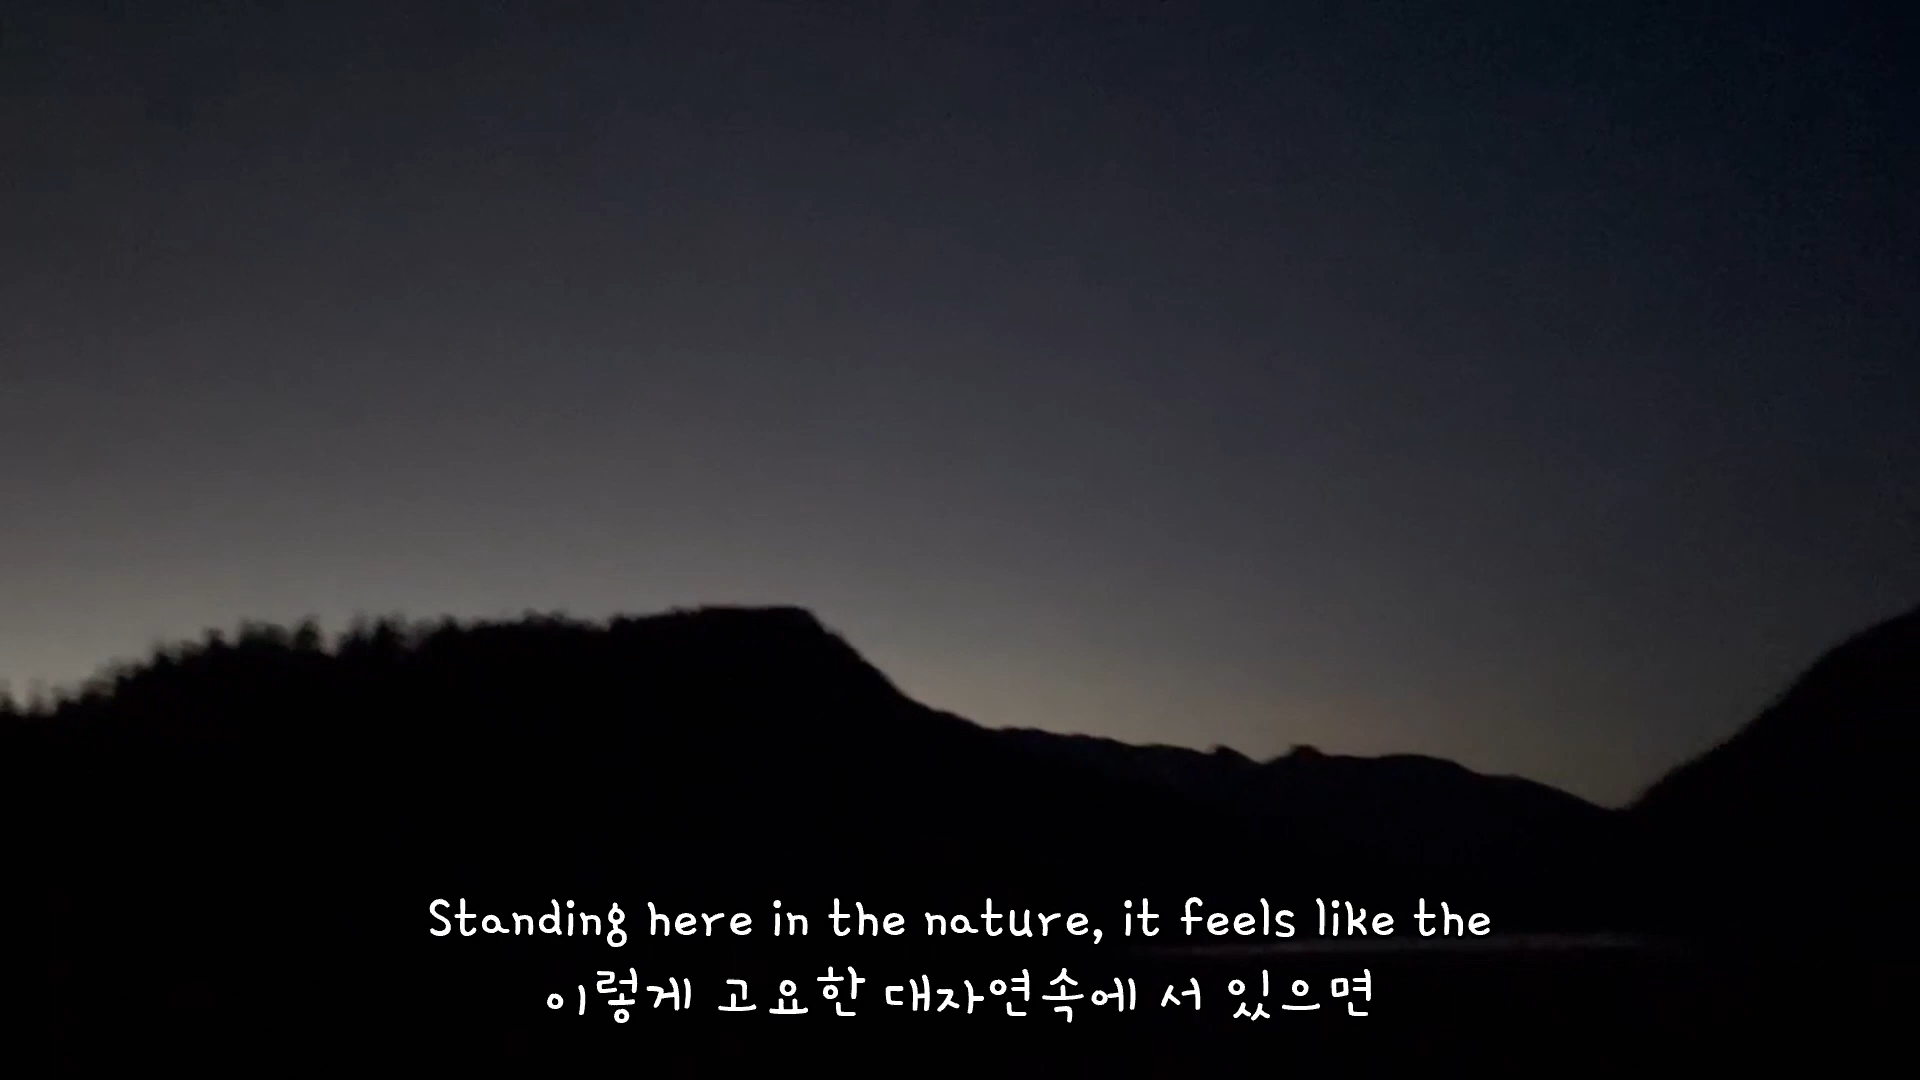 Standing here in the nature, it feels like the
이렇게 고요한 대자연속에 서 있으면